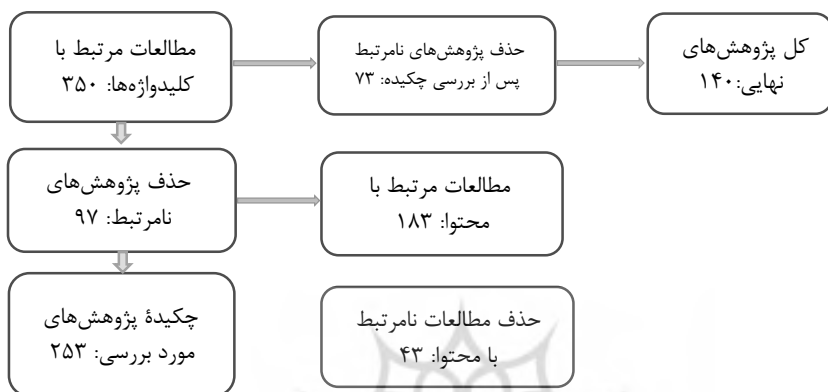 مطالعات مرتبط با
کلیدواژه‌ها: ۳۵۰
حذف پژوهش‌های نامرتبط
پس از بررسی چکیده: ۷۳
کل پژوهش‌های
نهایی:۱۴۰
حذف پژوهش‌های
نامرتبط: ۹۷
مطالعات مرتبط با
محتوا: ۱۸۳
چکیدهٔ پژوهش‌های
مورد بررسی: ۲۵۳
حذف مطالعات نامرتبط
با محتوا: ۴۳